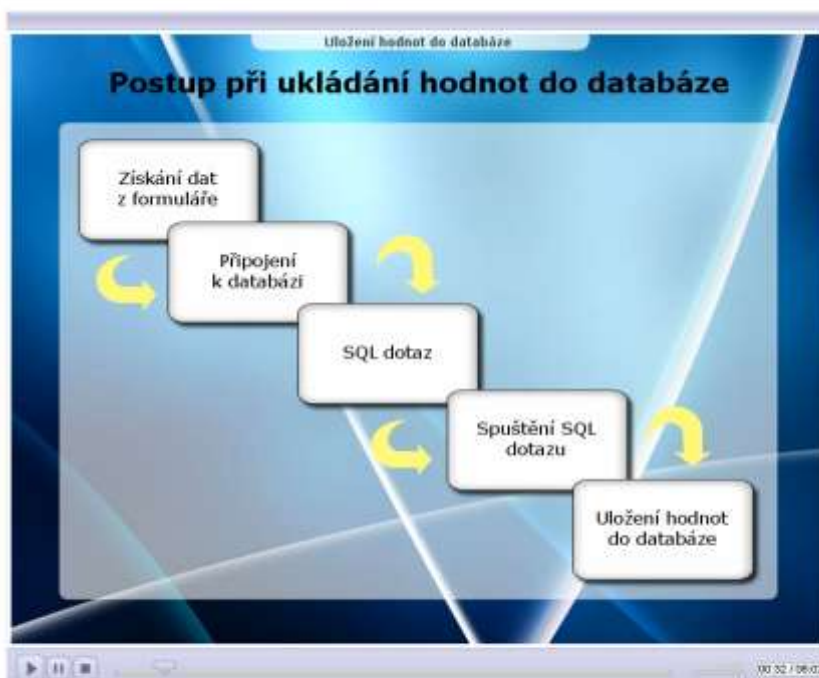 Uložení hodnot do databáze
Postup při ukládání hodnot do databáze
Získání dat
z formuláře
Připojení
k databázi
SQL dotaz
Spuštění SQL
dotazu
Uložení hodnot
do databáze